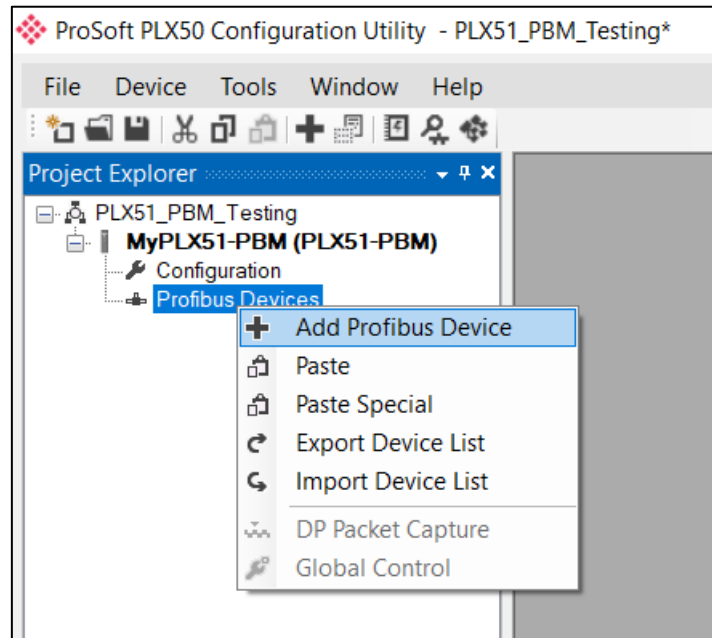 ProSoft PLX50 Configuration Utility - PLX51_PBM_Testing*
File Device Tools Window Help
Project Explorer
PLX51_PBM_Testing
MyPLX51-PBM (PLX51-PBM)
Configuration
Profibus Devices
Add Profibus Device
Paste
Paste Special
Export Device List
Import Device List
DP Packet Capture
Global Control